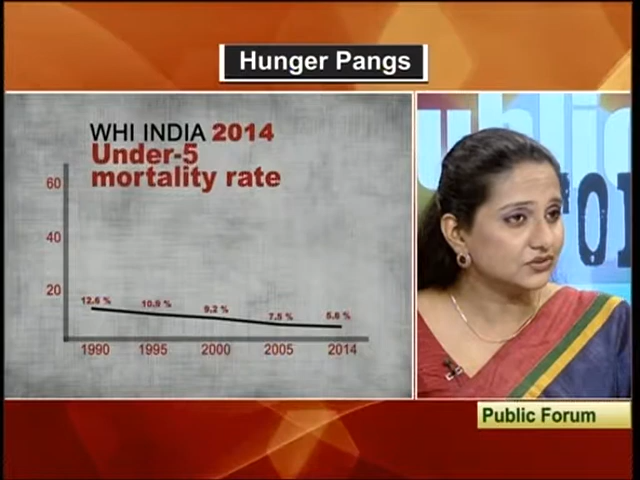 Hunger Pangs
WHI INDIA 2014
Under-5
mortality rate
60
40
20
12.6 %
10.9 %
9.2 %
7.5 %
5.6 %
1990
1995
2000
2005
2014
Public Forum